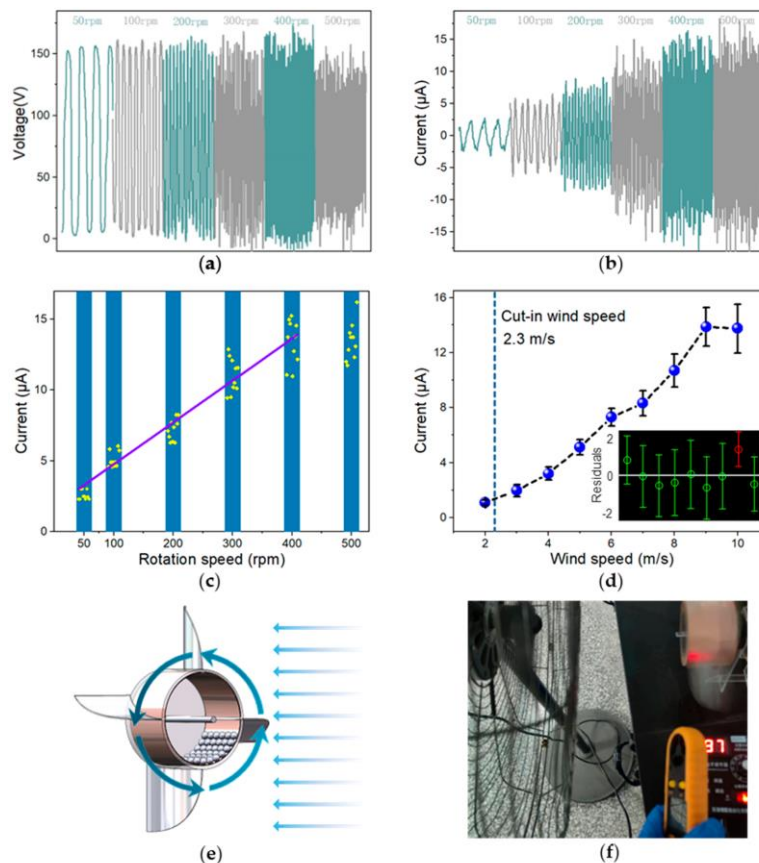 50rpm 100rpm 200rpm 300rpm 400rpm 500rpm
150
100
50
0
Voltage(V)
(a)
50rpm 100rpm 200rpm 300rpm 400rpm 500rpm
15
10
5
0
-5
-10
-15
Current (µA)
(b)
15
10
5
0
Current (µA)
50 100 200 300 400 500
Rotation speed (rpm)
(c)
16
12
8
4
0
Current (µA)
Cut-in wind speed
2.3 m/s
2
0
-2
Residuals
2 4 6 8 10
Wind speed (m/s)
(d)
(e)
(f)